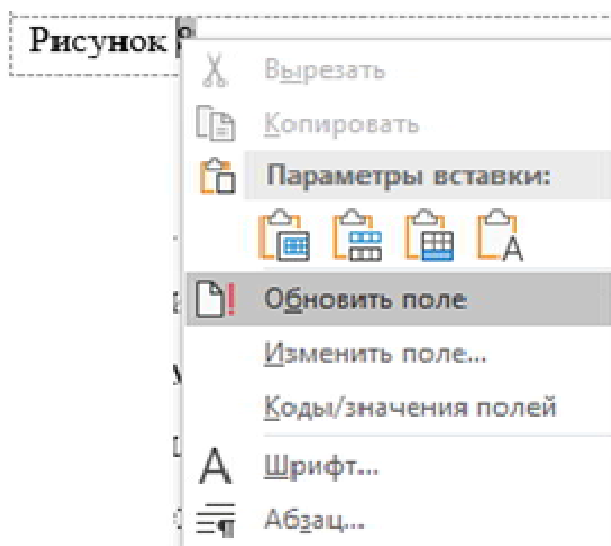 Рисунок
Вырезать
Копировать
Параметры вставки:
Обновить поле
Изменить поле...
Коды/значения полей
Шрифт...
Абзац...